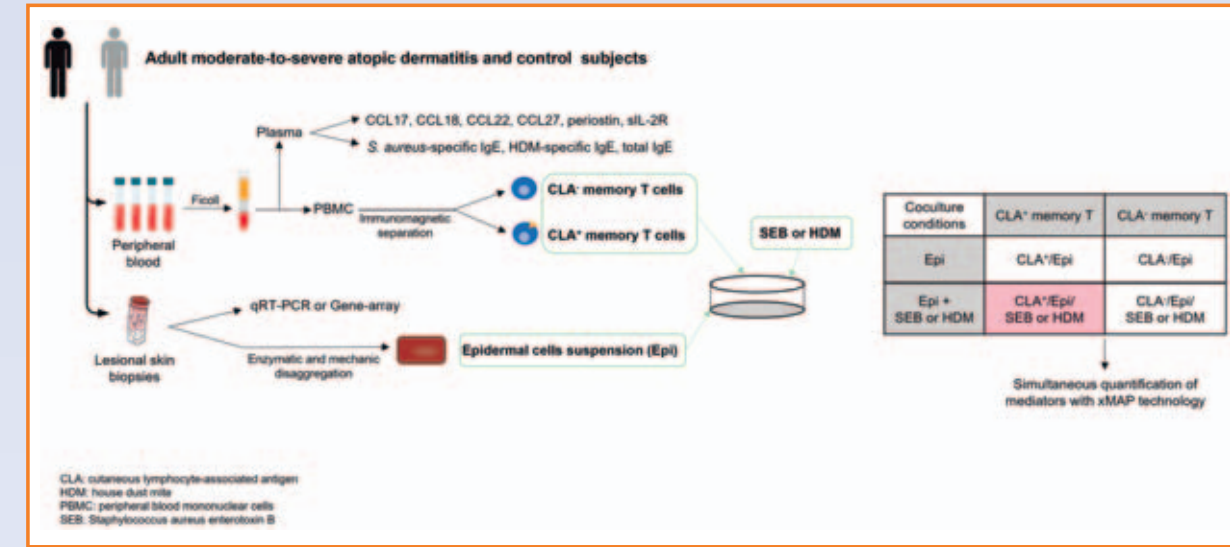 Adult moderate-to-severe atopic dermatitis and control subjects
CCL17, CCL18, CCL22, CCL27, periostin, sIL-2R
Plasma
S. aureus-specific IgE, HDM-specific IgE, total IgE
Ficoll
PBMC
Immunomagnetic
separation
CLA⁻ memory T cells
CLA⁺ memory T cells
Peripheral
blood
SEB or HDM
qRT-PCR or Gene-array
Lesional skin
biopsies
Enzymatic and mechanic
disaggregation
Epidermal cells suspension (Epi)
Coculture
conditions
CLA⁺ memory T
CLA⁻ memory T
Epi
CLA⁺/Epi
CLA⁻/Epi
Epi +
SEB or HDM
CLA⁺/Epi/
SEB or HDM
CLA⁻/Epi/
SEB or HDM
Simultaneous quantification of
mediators with xMAP technology
CLA: cutaneous lymphocyte-associated antigen
HDM: house dust mite
PBMC: peripheral blood mononuclear cells
SEB: Staphylococcus aureus enterotoxin B